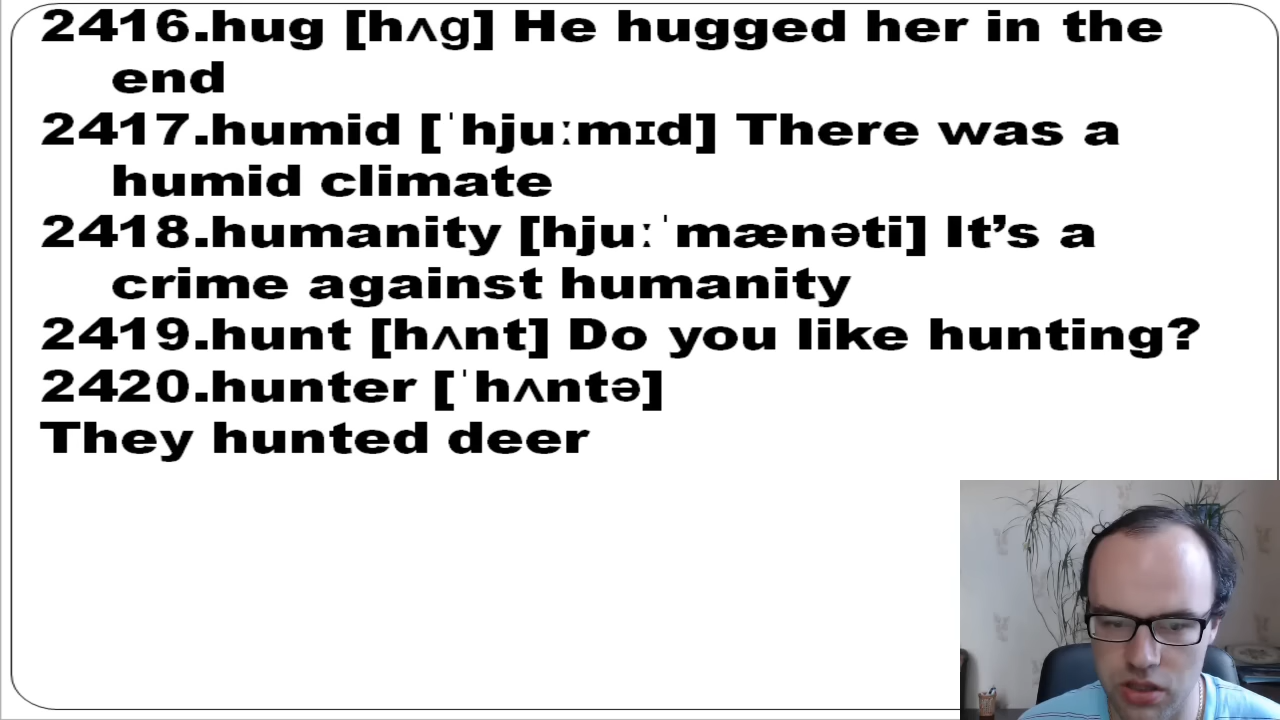 2416.hug [hʌg] He hugged her in the
end
2417.humid [ˈhjuːmɪd] There was a
humid climate
2418.humanity [hjuːˈmænəti] It’s a
crime against humanity
2419.hunt [hʌnt] Do you like hunting?
2420.hunter [ˈhʌntə]
They hunted deer